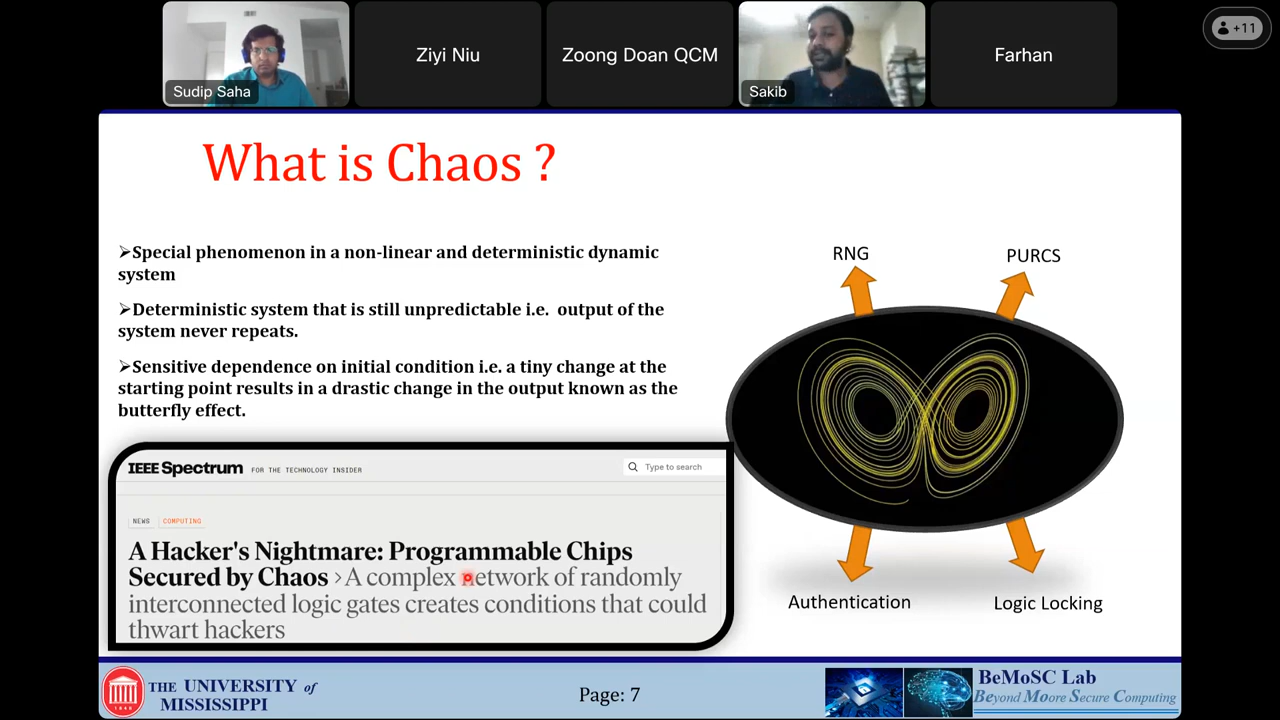 Sudip Saha
Ziyi Niu
Zoong Doan QCM
Sakib
Farhan
+11
What is Chaos ?
➢Special phenomenon in a non-linear and deterministic dynamic
system
➢Deterministic system that is still unpredictable i.e. output of the
system never repeats.
➢Sensitive dependence on initial condition i.e. a tiny change at the
starting point results in a drastic change in the output known as the
butterfly effect.
RNG
PURCS
Authentication
Logic Locking
IEEE Spectrum FOR THE TECHNOLOGY INSIDER
Type to search
NEWS COMPUTING
A Hacker's Nightmare: Programmable Chips
Secured by Chaos › A complex network of randomly
interconnected logic gates creates conditions that could
thwart hackers
1848
THE UNIVERSITY of
MISSISSIPPI
Page: 7
BeMoSC Lab
Beyond Moore Secure Computing